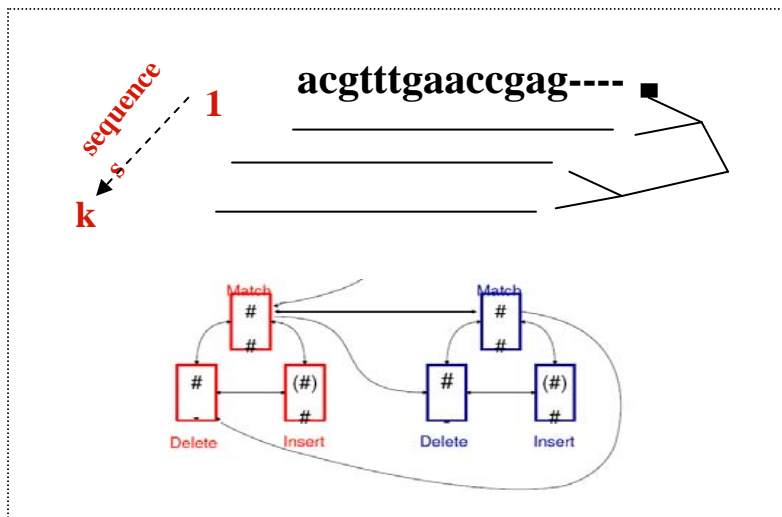 sequence
s
1
acgtttgaaccgag----
k
Match
#
#
Match
#
#
#
-
(#)
#
#
-
(#)
#
Delete
Insert
Delete
Insert